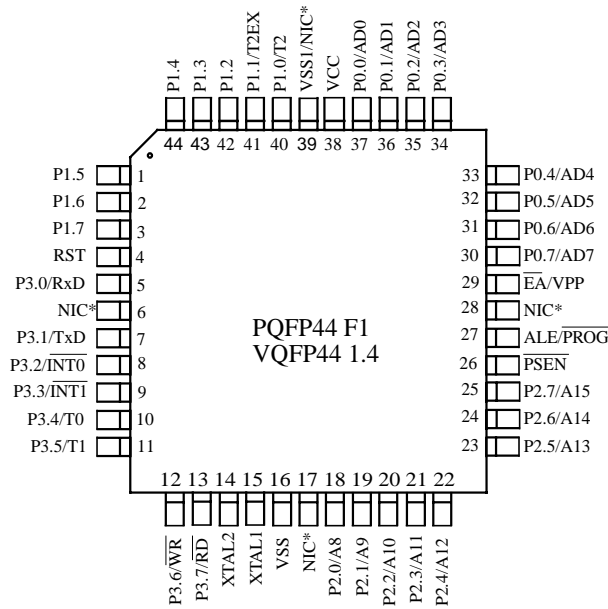 P1.4
P1.3
P1.2
P1.1/T2EX
P1.0/T2
VSS1/NIC*
VCC
P0.0/AD0
P0.1/AD1
P0.2/AD2
P0.3/AD3
44 43 42 41 40 39 38 37 36 35 34
P1.5 1
P1.6 2
P1.7 3
RST 4
P3.0/RxD 5
NIC* 6
P3.1/TxD 7
P3.2/INT0 8
P3.3/INT1 9
P3.4/T0 10
P3.5/T1 11
PQFP44 F1
VQFP44 1.4
33 P0.4/AD4
32 P0.5/AD5
31 P0.6/AD6
30 P0.7/AD7
29 EA/VPP
28 NIC*
27 ALE/PROG
26 PSEN
25 P2.7/A15
24 P2.6/A14
23 P2.5/A13
12 13 14 15 16 17 18 19 20 21 22
P3.6/WR
P3.7/RD
XTAL2
XTAL1
VSS
NIC*
P2.0/A8
P2.1/A9
P2.2/A10
P2.3/A11
P2.4/A12